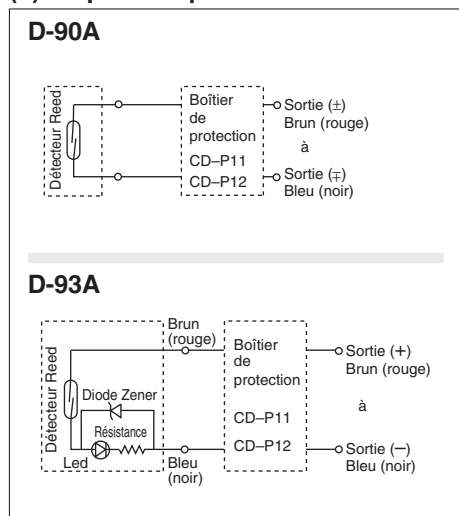 D-90A
Détecteur Reed
Boîtier
de
protection
CD–P11
CD–P12
Sortie (±)
Brun (rouge)
à
Sortie (∓)
Bleu (noir)
D-93A
Détecteur Reed
Brun
(rouge)
Diode Zener
Résistance
Led
Bleu
(noir)
Boîtier
de
protection
CD–P11
CD–P12
Sortie (+)
Brun (rouge)
à
Sortie (—)
Bleu (noir)